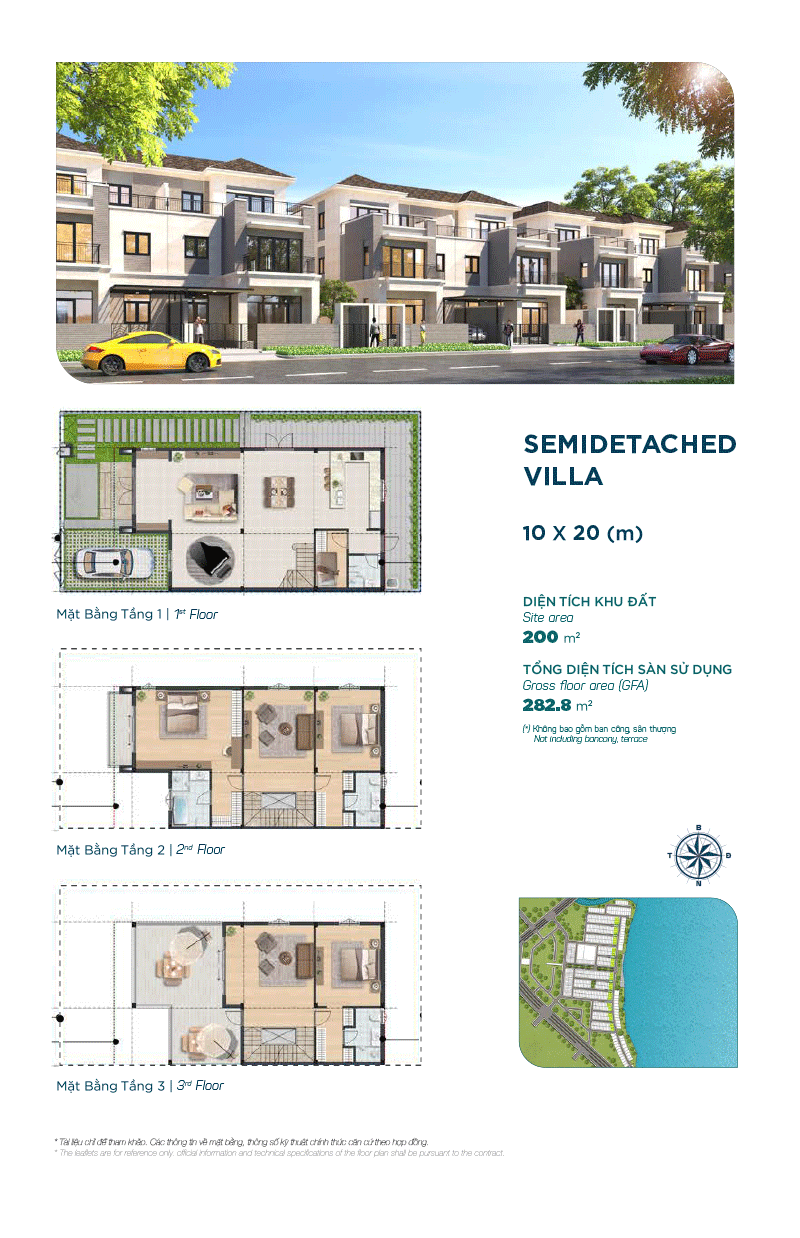 SEMIDETACHED
VILLA
10 X 20 (m)
DIỆN TÍCH KHU ĐẤT
Site area
200 m²
TỔNG DIỆN TÍCH SÀN SỬ DỤNG
Gross floor area (GFA)
282.8 m²
(*) Không bao gồm ban công, sân thượng
Not including bancony, terrace
Mặt Bằng Tầng 1 | 1st Floor
Mặt Bằng Tầng 2 | 2nd Floor
Mặt Bằng Tầng 3 | 3rd Floor
B
T Đ
N
* Tài liệu chỉ để tham khảo. Các thông tin về mặt bằng, thông số kỹ thuật chính thức căn cứ theo hợp đồng.
* The leaflets are for reference only. official information and technical specifications of the floor plan shall be pursuant to the contract.